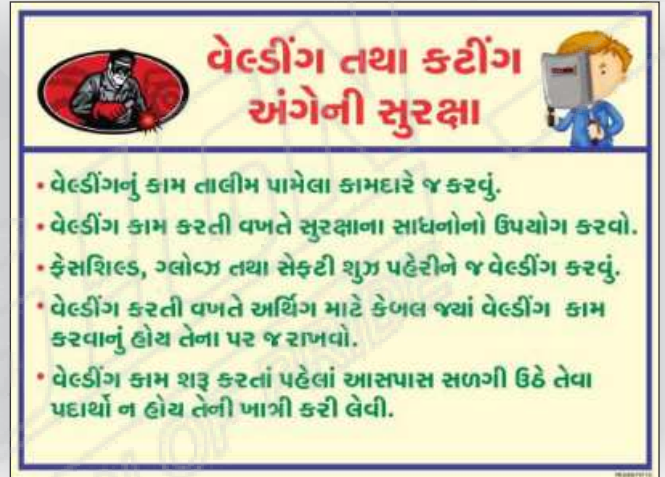 વેલ્ડીંગ તથા કટીંગ
અંગેની સુરક્ષા
• વેલ્ડીંગનું કામ તાલીમ પામેલા કામદારે જ કરવું.
• વેલ્ડીંગ કામ કરતી વખતે સુરક્ષાના સાધનોનો ઉપયોગ કરવો.
• ફેસશિલ્ડ, ગ્લોવ્ઝ તથા સેફ્ટી શુઝ પહેરીને જ વેલ્ડીંગ કરવું.
• વેલ્ડીંગ કરતી વખતે અર્થિગ માટે કેબલ જ્યાં વેલ્ડીંગ કામ
કરવાનું હોય તેના પર જ રાખવો.
• વેલ્ડીંગ કામ શરૂ કરતાં પહેલાં આસપાસ સળગી ઉઠે તેવા
પદાર્થો ન હોય તેની ખાત્રી કરી લેવી.